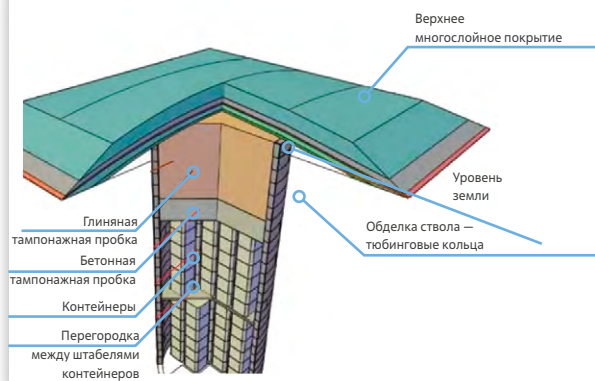 Верхнее
многослойное покрытие
Уровень
земли
Обделка ствола —
тюбинговые кольца
Глиняная
тампонажная пробка
Бетонная
тампонажная пробка
Контейнеры
Перегородка
между штабелями
контейнеров